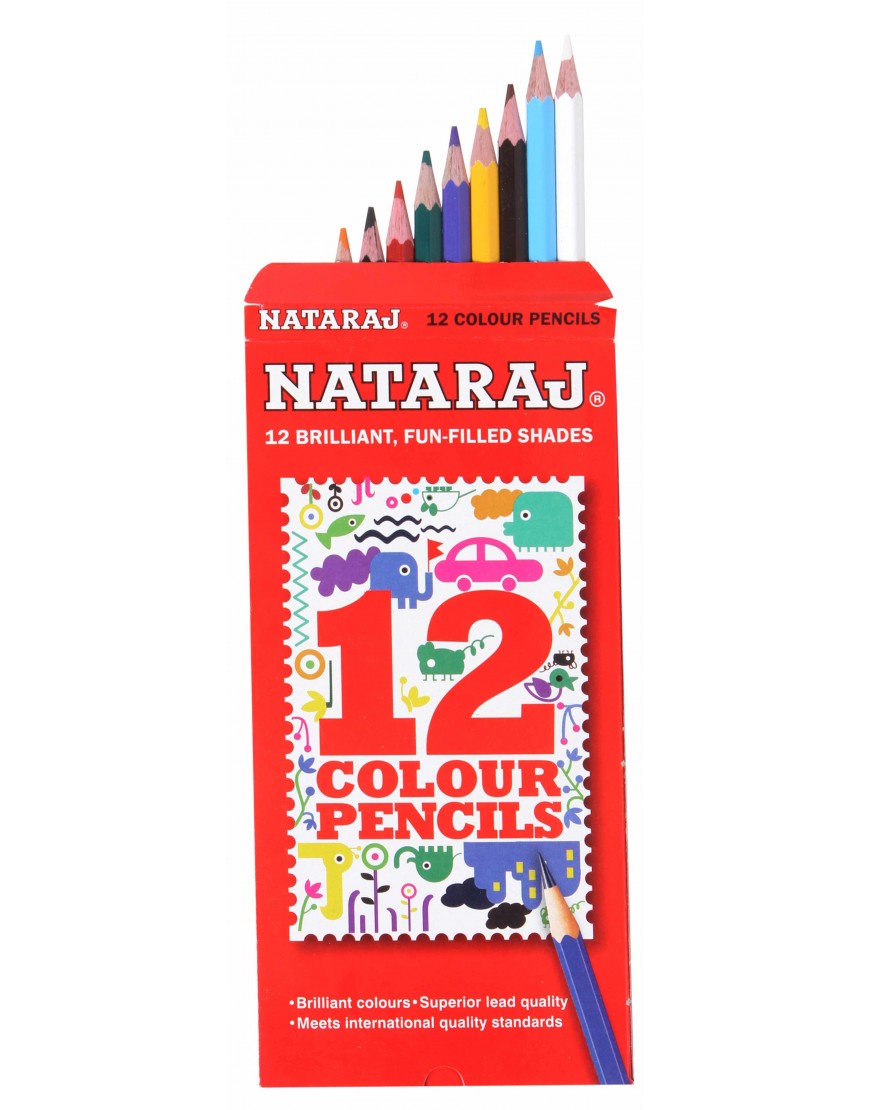 NATARAJ® 12 COLOUR PENCILS
NATARAJ®
12 BRILLIANT, FUN-FILLED SHADES
12
COLOUR
PENCILS
•Brilliant colours•Superior lead quality
•Meets international quality standards